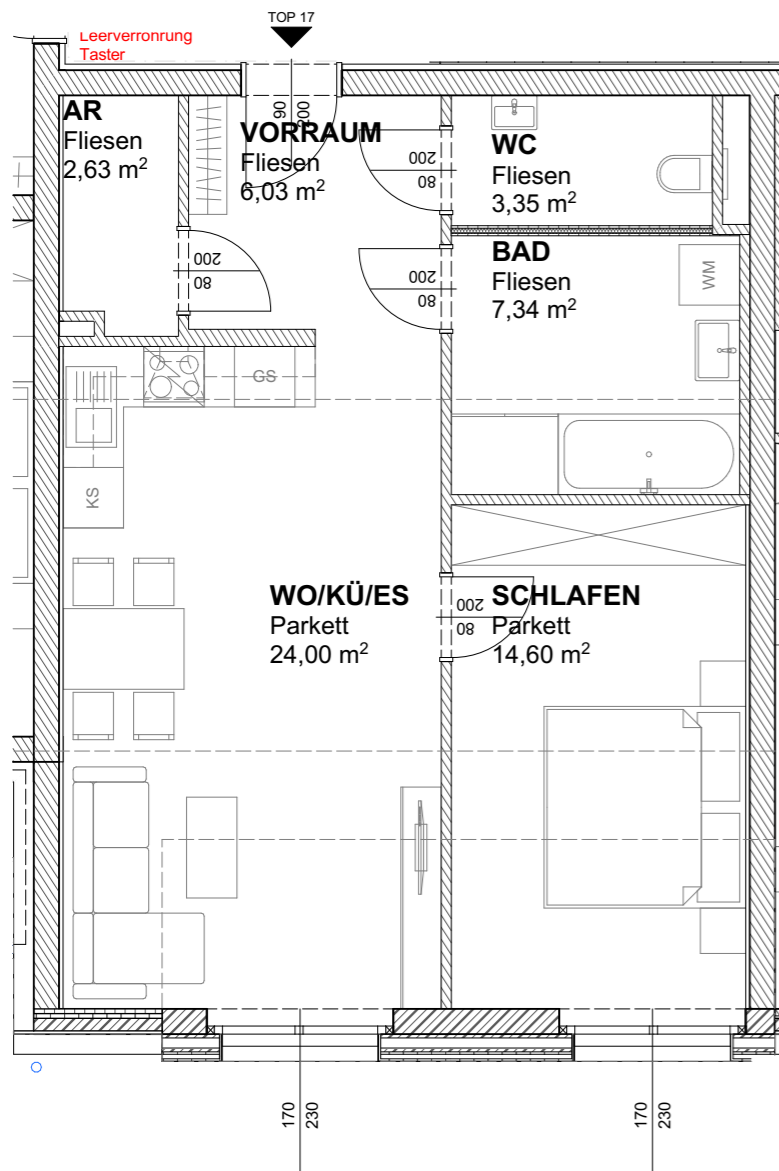 TOP 17
Leerverrohrung
Taster
90
200
AR
Fliesen
2,63 m²
VORRAUM
Fliesen
6,03 m²
200
80
WC
Fliesen
3,35 m²
200
80
200
80
BAD
Fliesen
7,34 m²
WM
GS
KS
WO/KÜ/ES
Parkett
24,00 m²
200
80
SCHLAFEN
Parkett
14,60 m²
170
230
170
230